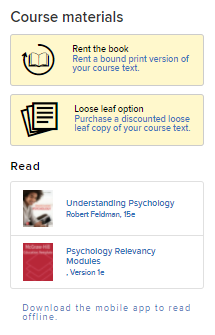 Course materials
Rent the book
Rent a bound print version of
your course text.
Loose leaf option
Purchase a discounted loose
leaf copy of your course text.
Read
Understanding Psychology
Robert Feldman, 15e
Psychology Relevancy
Modules
, Version 1e
Download the mobile app to read
offline.